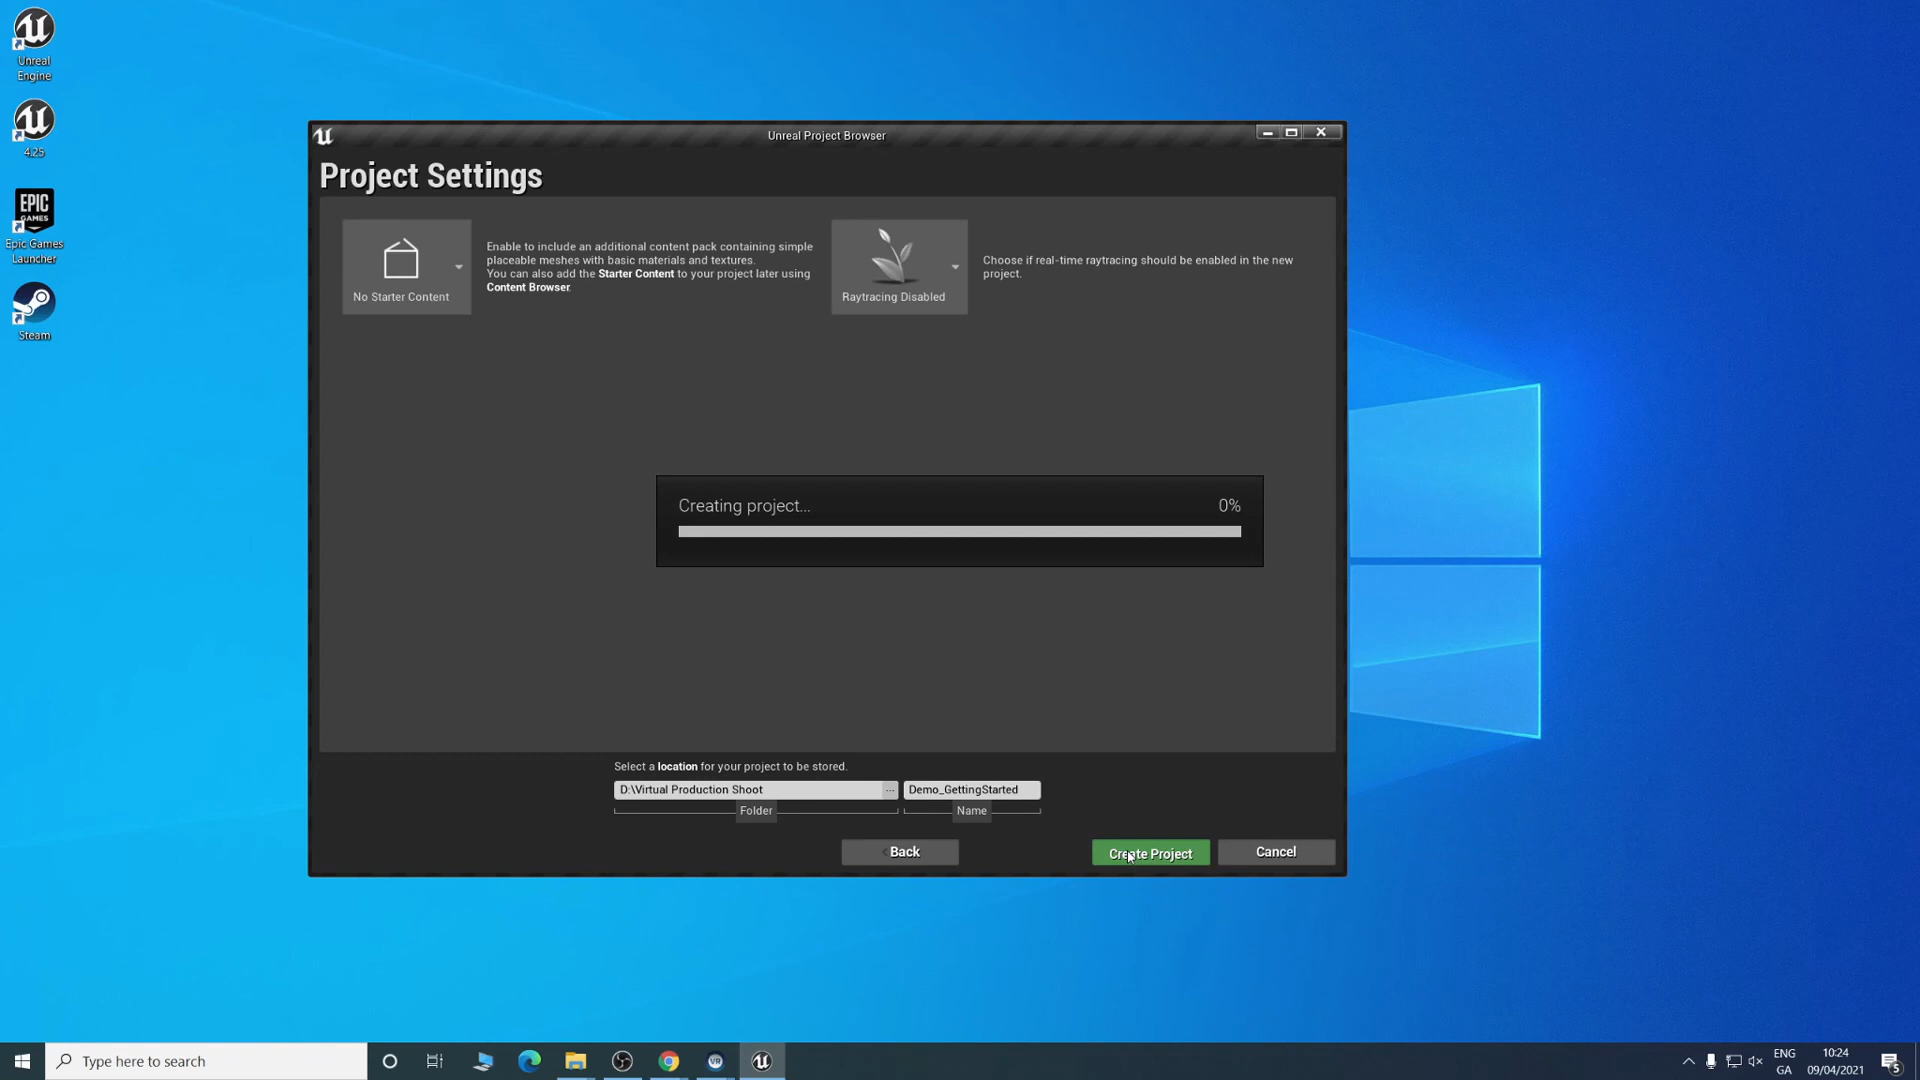 Unreal
Engine
4.25
EPIC
GAMES
Epic Games
Launcher
Steam
Unreal Project Browser
Project Settings
No Starter Content
Enable to include an additional content pack containing simple
placeable meshes with basic materials and textures.
You can also add the Starter Content to your project later using
Content Browser.
Raytracing Disabled
Choose if real-time raytracing should be enabled in the new
project.
Creating project...
0%
Select a location for your project to be stored.
D:\Virtual Production Shoot
...
Demo_GettingStarted
Folder
Name
Back
Create Project
Cancel
Type here to search
VR
ENG
GA
10:24
09/04/2021
5